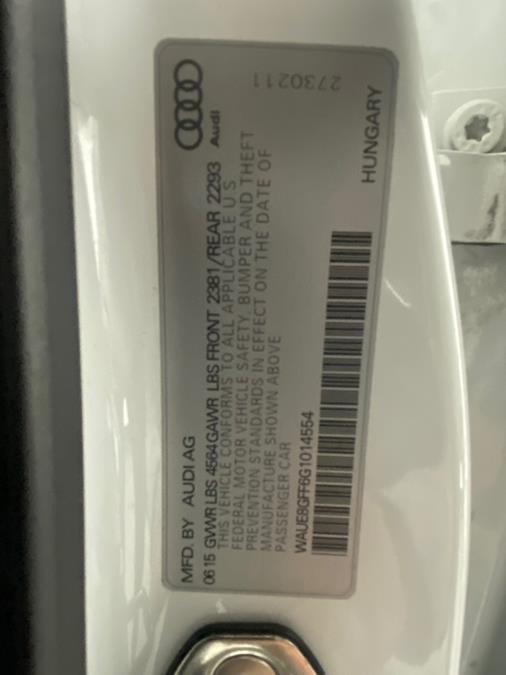 MFD. BY AUDI AG
06 15 GVWR LBS 4564 GAWR LBS FRONT 2381/REAR 2293
THIS VEHICLE CONFORMS TO ALL APPLICABLE U S
FEDERAL MOTOR VEHICLE SAFETY, BUMPER AND THEFT
PREVENTION STANDARDS IN EFFECT ON THE DATE OF
MANUFACTURE SHOWN ABOVE
PASSENGER CAR
WAUE8GFF6G1014554
HUNGARY
Audi
2730211